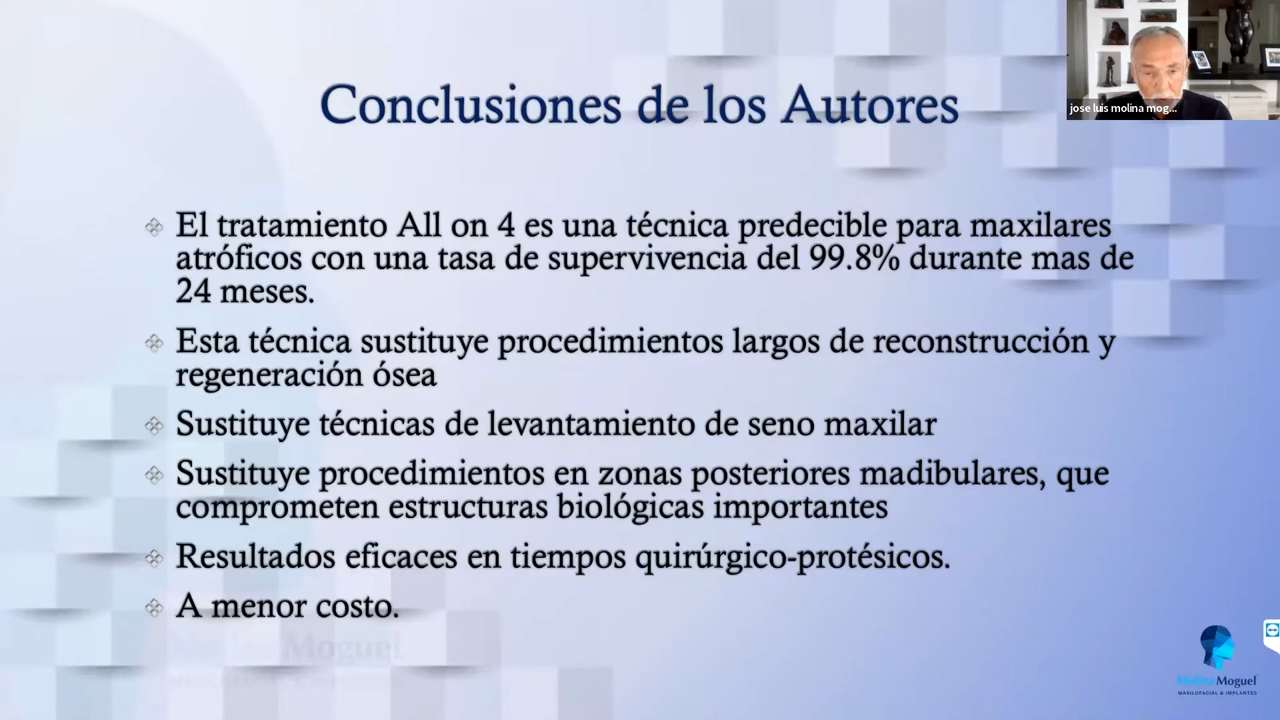 Conclusiones de los Autores
jose luis molina mog...
El tratamiento All on 4 es una técnica predecible para maxilares
atróficos con una tasa de supervivencia del 99.8% durante mas de
24 meses.
Esta técnica sustituye procedimientos largos de reconstrucción y
regeneración ósea
Sustituye técnicas de levantamiento de seno maxilar
Sustituye procedimientos en zonas posteriores madibulares, que
comprometen estructuras biológicas importantes
Resultados eficaces en tiempos quirúrgico-protésicos.
A menor costo.
Molina Moguel
Molina Moguel
MAXILOFACIAL & IMPLANTES